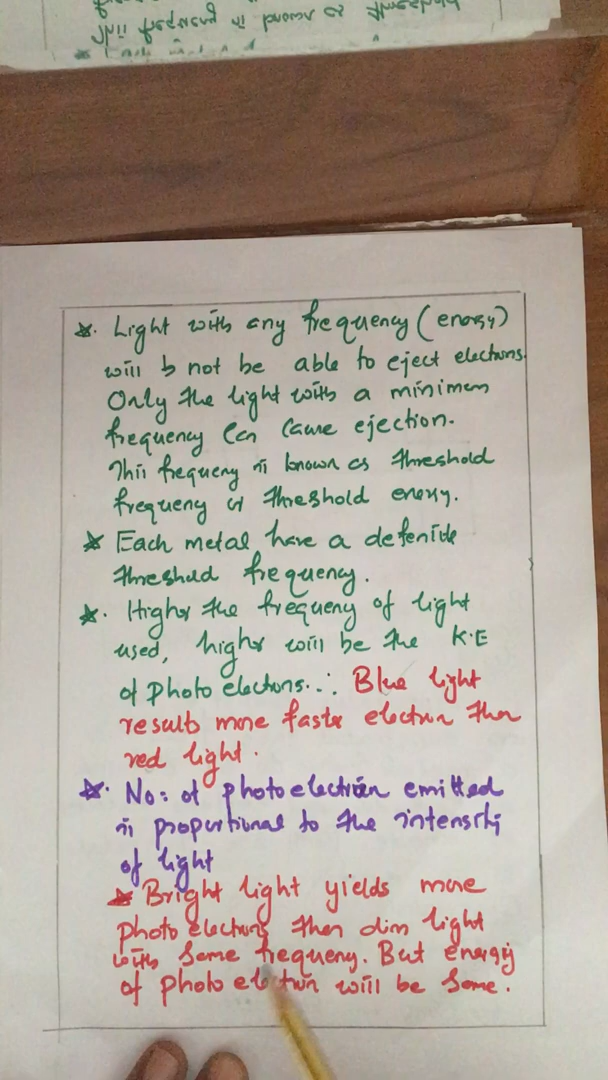 ★. Light with any frequency (energy)
will b not be able to eject electrons.
Only the light with a minimum
frequency can cause ejection.
This frequency is known as threshold
frequency or threshold energy.
★ Each metal have a defenide
threshold frequency.
★. Higher the frequency of light
used, higher will be the K.E
of photo electons. ∴ Blue light
results more faster electron then
red light.
★. No: of photoelectron emitted
is proportional to the intensity
of light
★ Bright light yields more
photo electrons then dim light
with same frequency. But energy
of photo electron will be same.